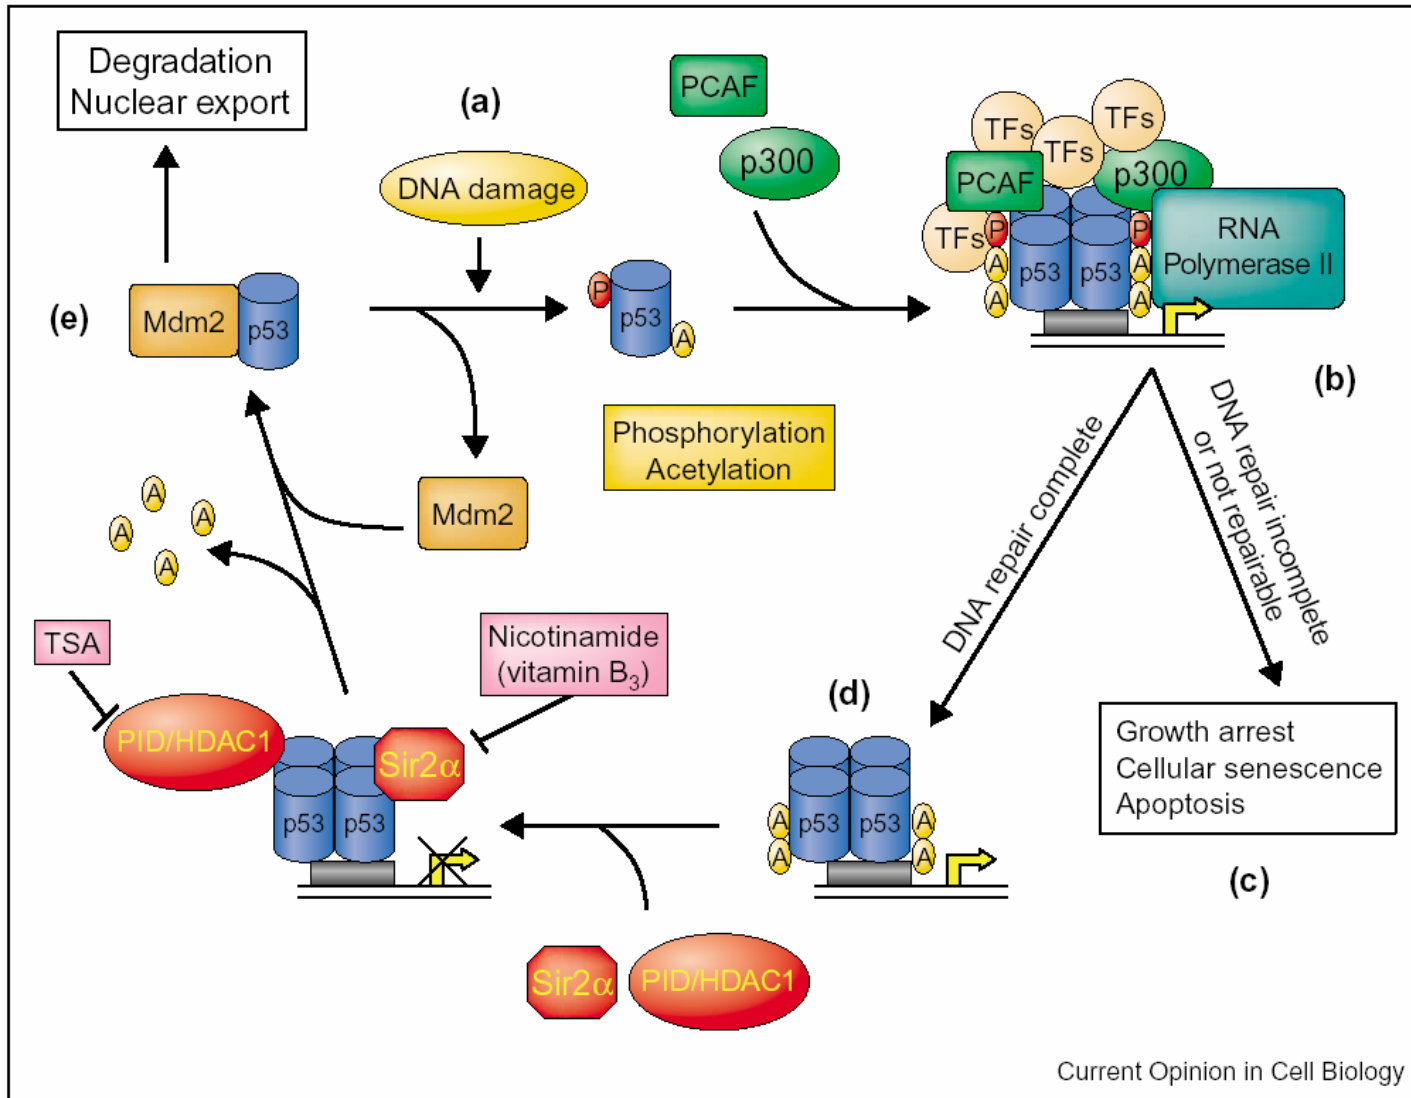 Degradation
Nuclear export
(a)
DNA damage
PCAF
p300
TFs
TFs
TFs
PCAF
p300
TFs
P
P
RNA
Polymerase II
A
A
A
A
p53
p53
(e)
Mdm2
p53
P
p53
A
(b)
Phosphorylation
Acetylation
Mdm2
A
A
A
A
DNA repair complete
DNA repair incomplete
or not repairable
TSA
Nicotinamide
(vitamin B3)
PID/HDAC1
Sir2α
p53
p53
(d)
A
A
p53
p53
A
A
Growth arrest
Cellular senescence
Apoptosis
(c)
Sir2α
PID/HDAC1
Current Opinion in Cell Biology